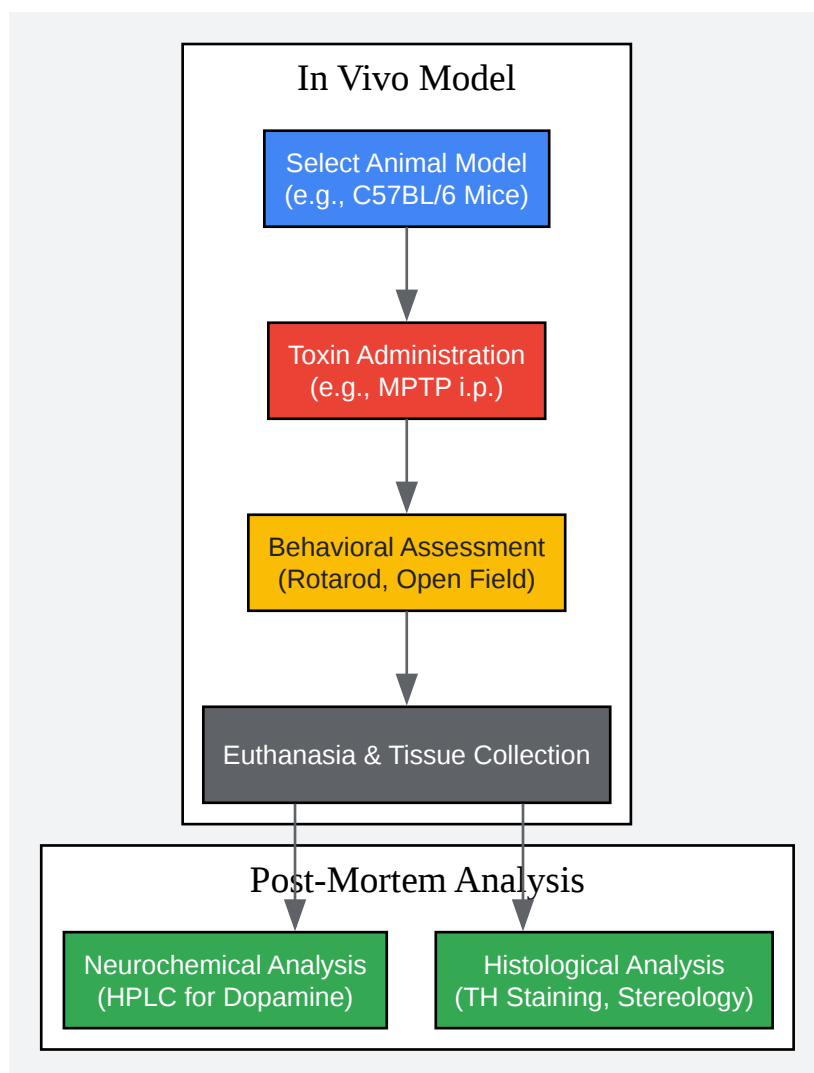 In Vivo Model
Select Animal Model
(e.g., C57BL/6 Mice)
Toxin Administration
(e.g., MPTP i.p.)
Behavioral Assessment
(Rotarod, Open Field)
Euthanasia & Tissue Collection
Post-Mortem Analysis
Neurochemical Analysis
(HPLC for Dopamine)
Histological Analysis
(TH Staining, Stereology)